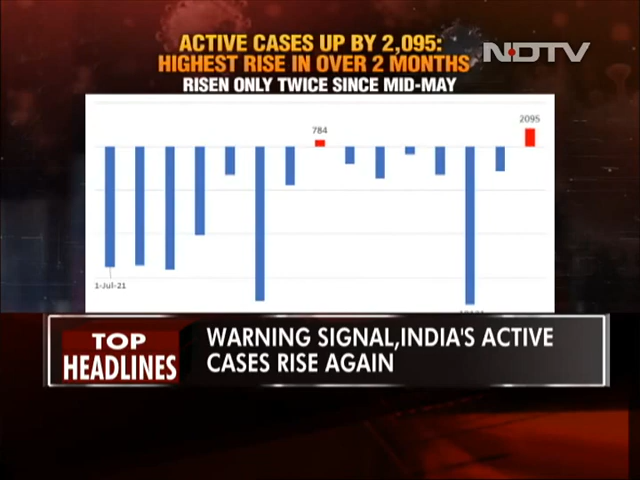 ACTIVE CASES UP BY 2,095:
HIGHEST RISE IN OVER 2 MONTHS
RISEN ONLY TWICE SINCE MID-MAY
NDTV
784
2095
1-Jul-21
TOP
HEADLINES
WARNING SIGNAL,INDIA'S ACTIVE
CASES RISE AGAIN